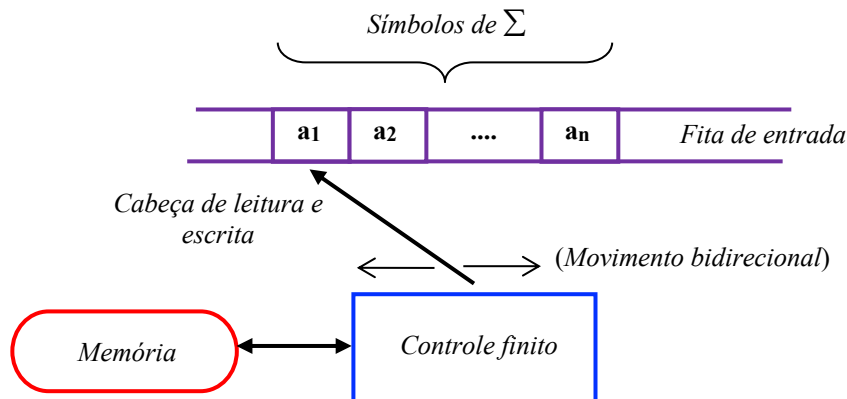 Símbolos de ∑
a1 a2 .... an Fita de entrada
Cabeça de leitura e
escrita
(Movimento bidirecional)
Memória
Controle finito